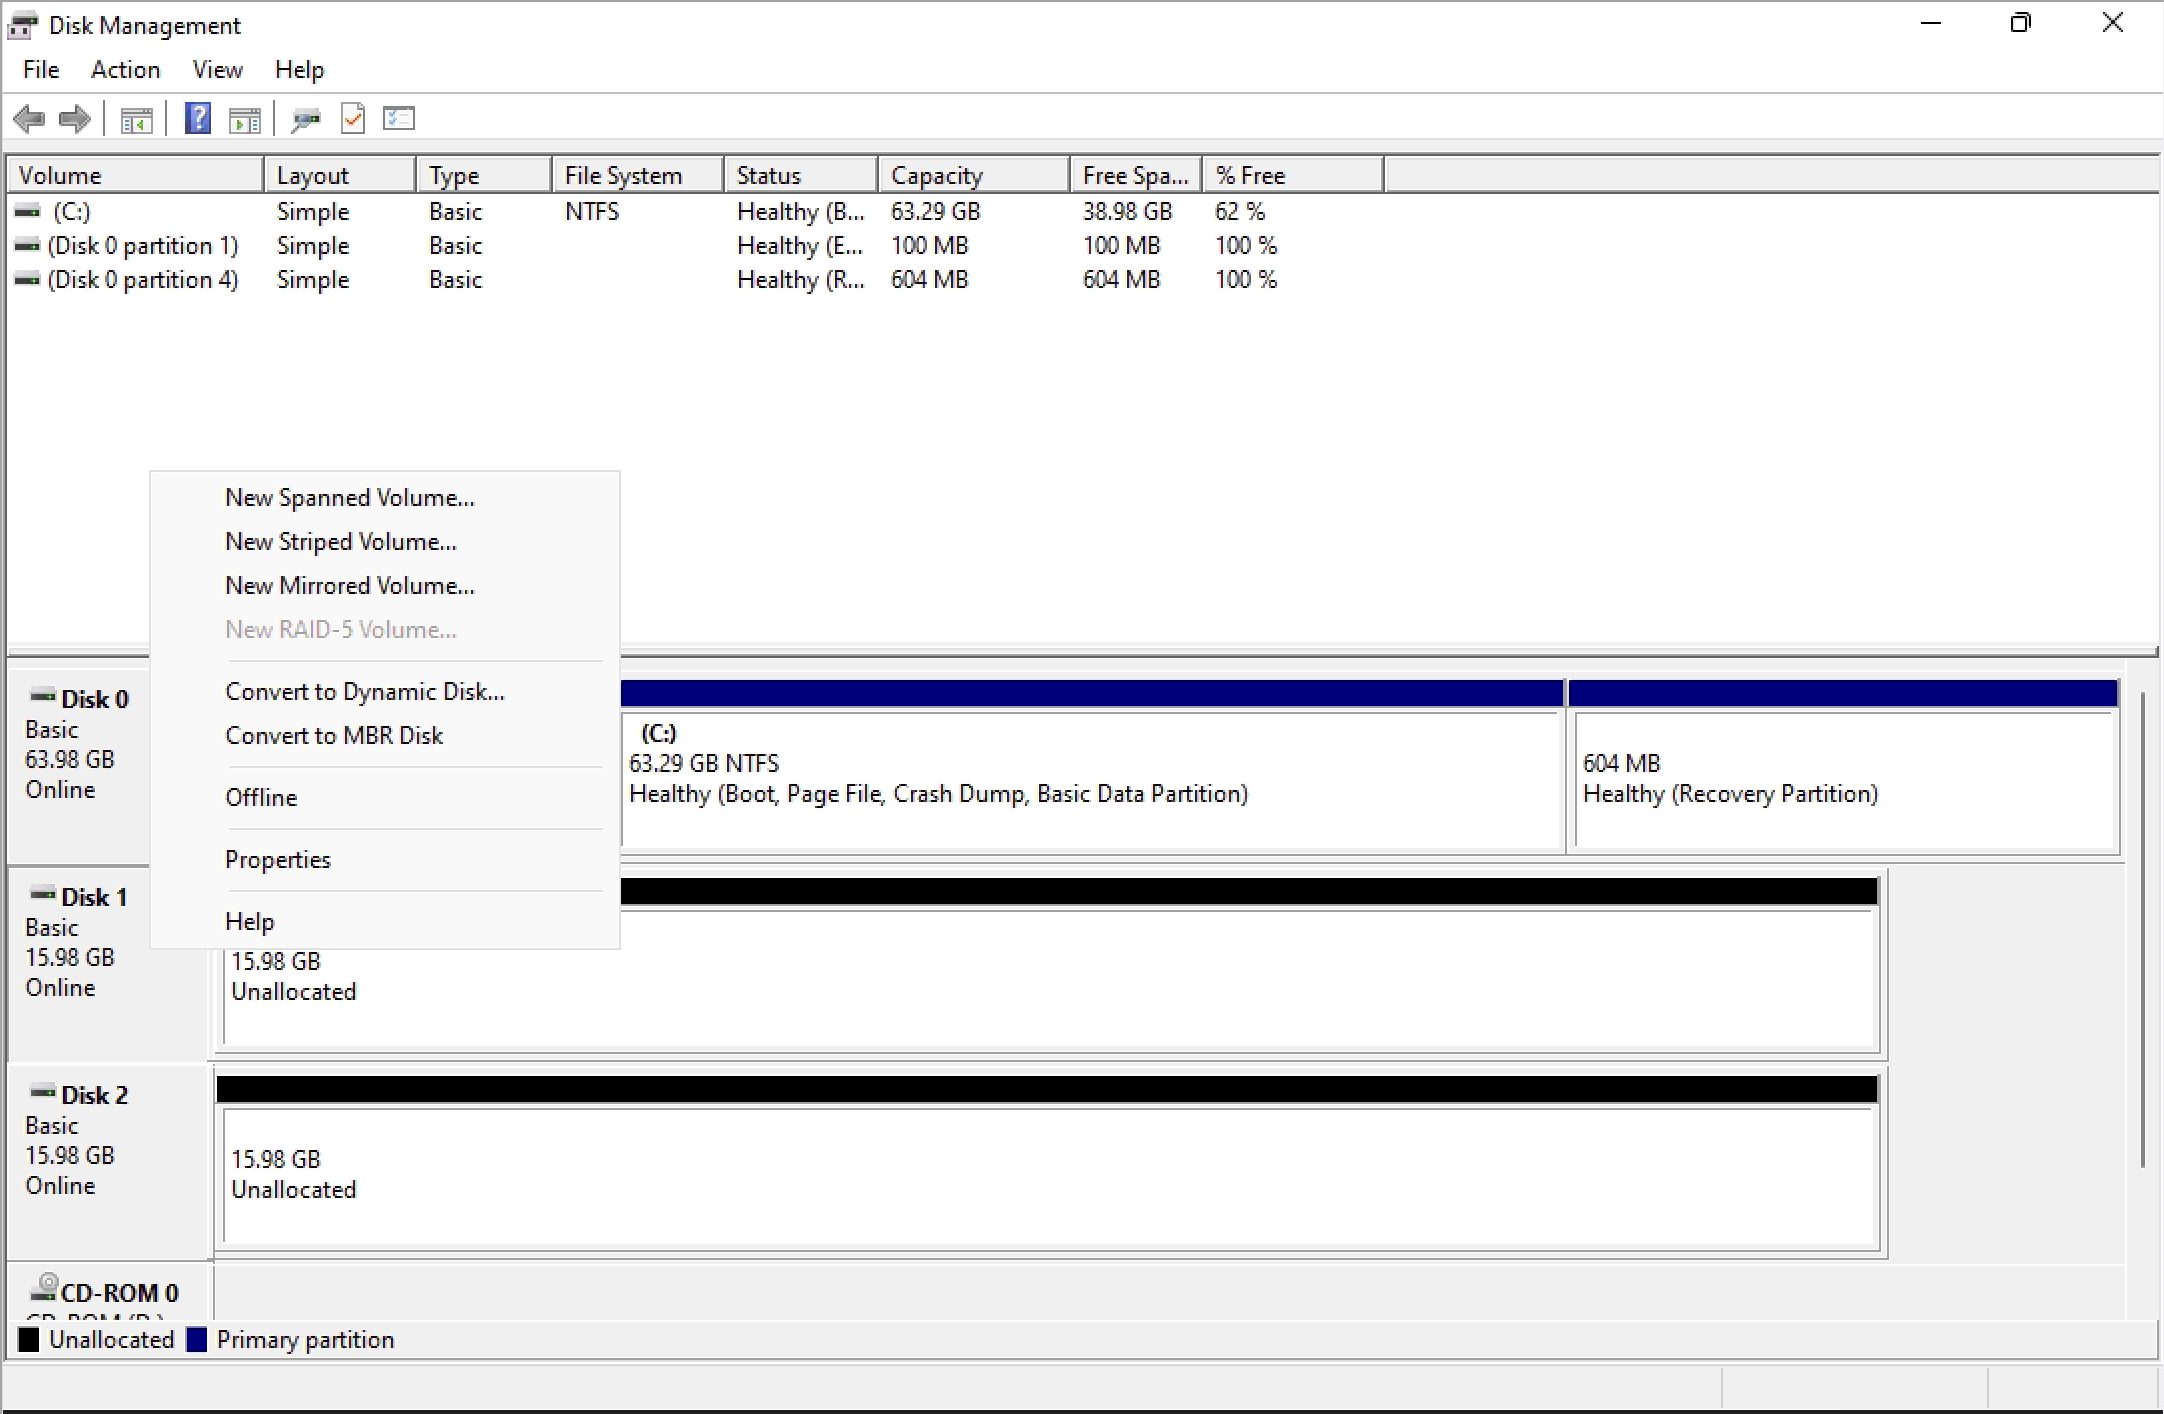 Disk Management
File Action View Help
Volume Layout Type File System Status Capacity Free Spa... % Free
(C:) Simple Basic NTFS Healthy (B... 63.29 GB 38.98 GB 62 %
(Disk 0 partition 1) Simple Basic Healthy (E... 100 MB 100 MB 100 %
(Disk 0 partition 4) Simple Basic Healthy (R... 604 MB 604 MB 100 %
New Spanned Volume...
New Striped Volume...
New Mirrored Volume...
New RAID-5 Volume...
Convert to Dynamic Disk...
Convert to MBR Disk
Offline
Properties
Help
Disk 0
Basic
63.98 GB
Online
(C:)
63.29 GB NTFS
Healthy (Boot, Page File, Crash Dump, Basic Data Partition)
604 MB
Healthy (Recovery Partition)
Disk 1
Basic
15.98 GB
Online
15.98 GB
Unallocated
Disk 2
Basic
15.98 GB
Online
15.98 GB
Unallocated
CD-ROM 0
Unallocated Primary partition